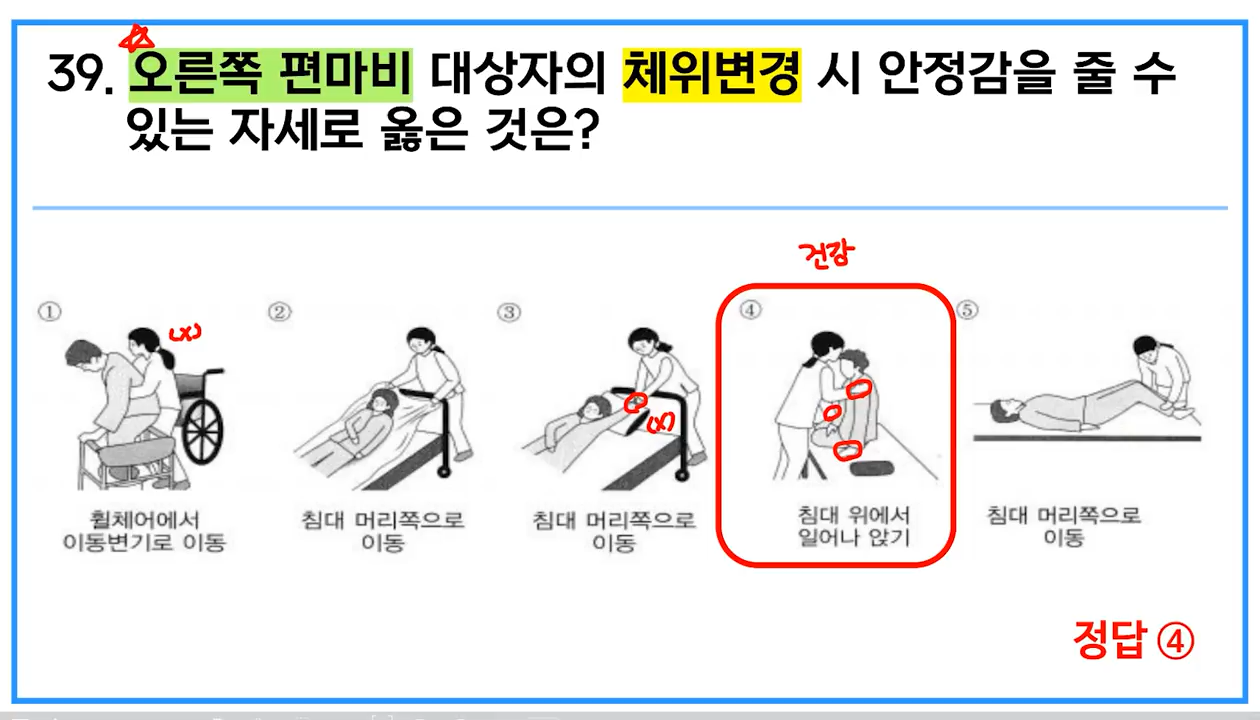 39. 오른쪽 편마비 대상자의 체위변경 시 안정감을 줄 수
있는 자세로 옳은 것은?
건강
①
(X)
휠체어에서
이동변기로 이동
②
침대 머리쪽으로
이동
③
(X)
침대 머리쪽으로
이동
④
침대 위에서
일어나 앉기
⑤
침대 머리쪽으로
이동
정답 ④